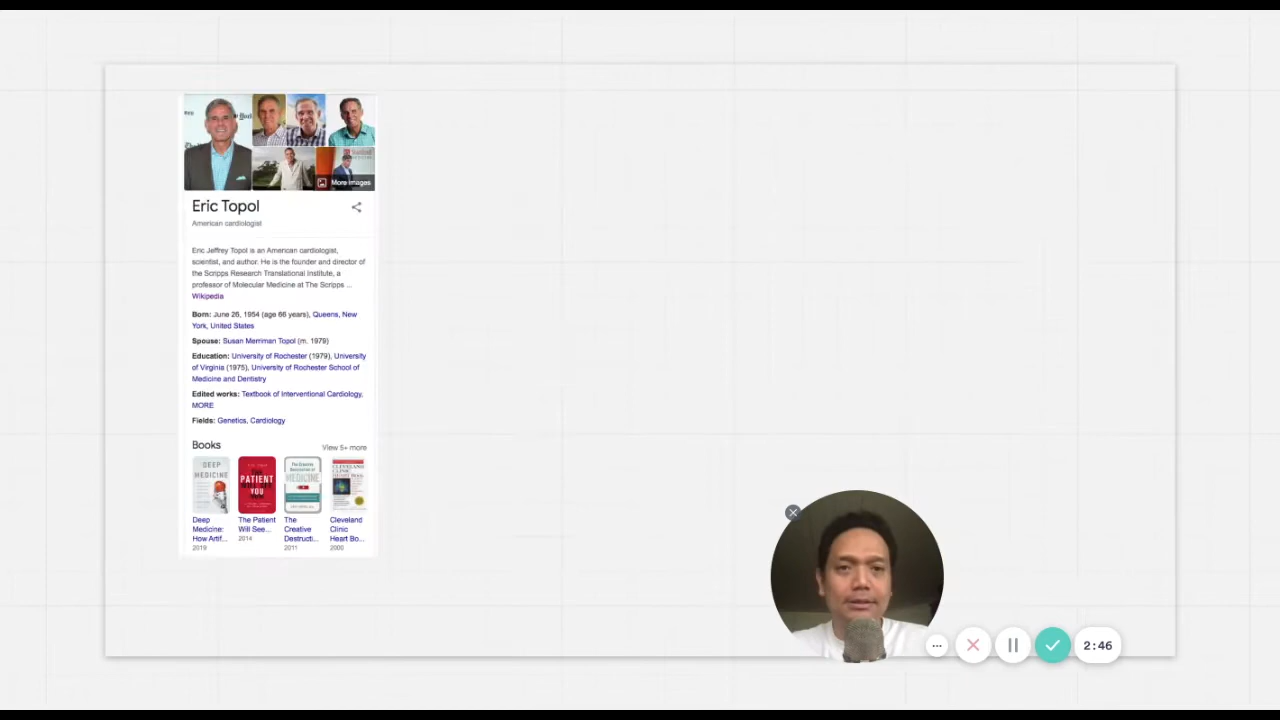 More images
Eric Topol
American cardiologist
Eric Jeffrey Topol is an American cardiologist,
scientist, and author. He is the founder and director of
the Scripps Research Translational Institute, a
professor of Molecular Medicine at The Scripps ...
Wikipedia
Born: June 26, 1954 (age 66 years), Queens, New
York, United States
Spouse: Susan Merriman Topol (m. 1979)
Education: University of Rochester (1979), University
of Virginia (1975), University of Rochester School of
Medicine and Dentistry
Edited works: Textbook of Interventional Cardiology,
MORE
Fields: Genetics, Cardiology
Books
View 5+ more
DEEP
MEDICINE
PATIENT
YOU
MEDICINE
CLEVELAND
CLINIC
Deep
Medicine:
How Artif...
2019
The Patient
Will See...
2014
The
Creative
Destructi...
2011
Cleveland
Clinic
Heart Bo...
2000
2:46